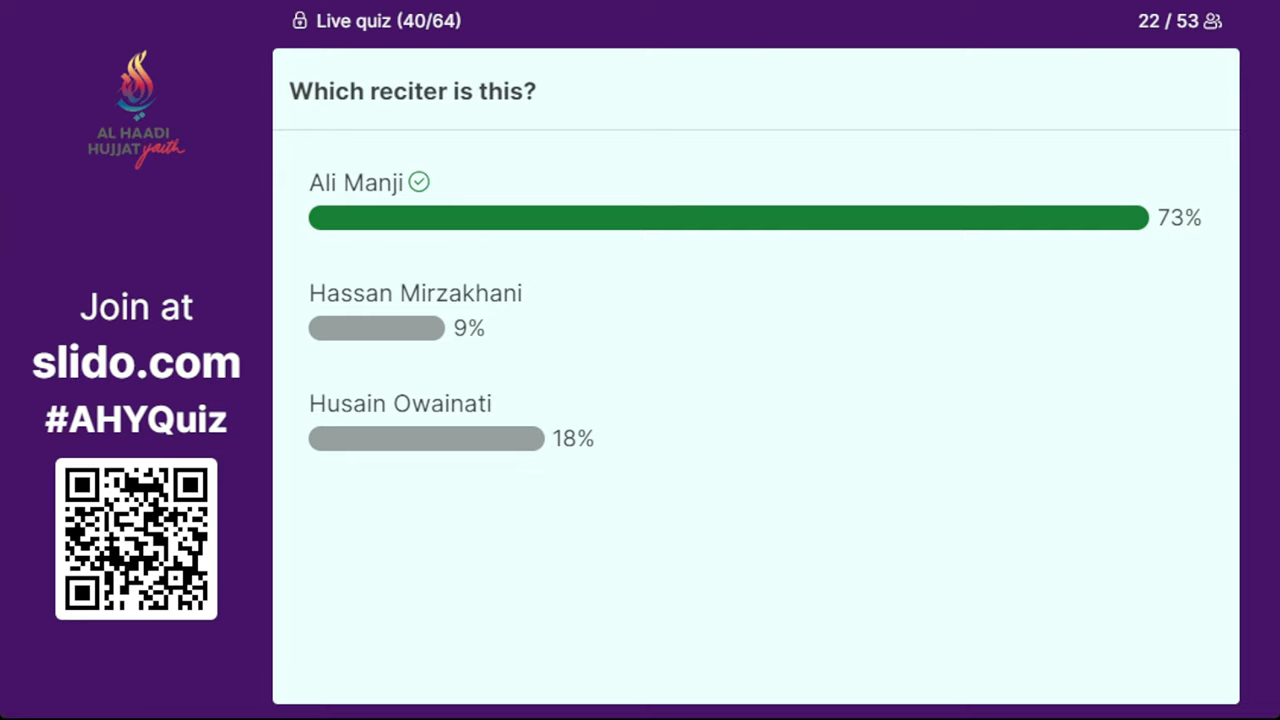 Live quiz (40/64)
22 / 53
AL HAADI
HUJJAT youth
Join at
slido.com
#AHYQuiz
Which reciter is this?
Ali Manji
73%
Hassan Mirzakhani
9%
Husain Owainati
18%